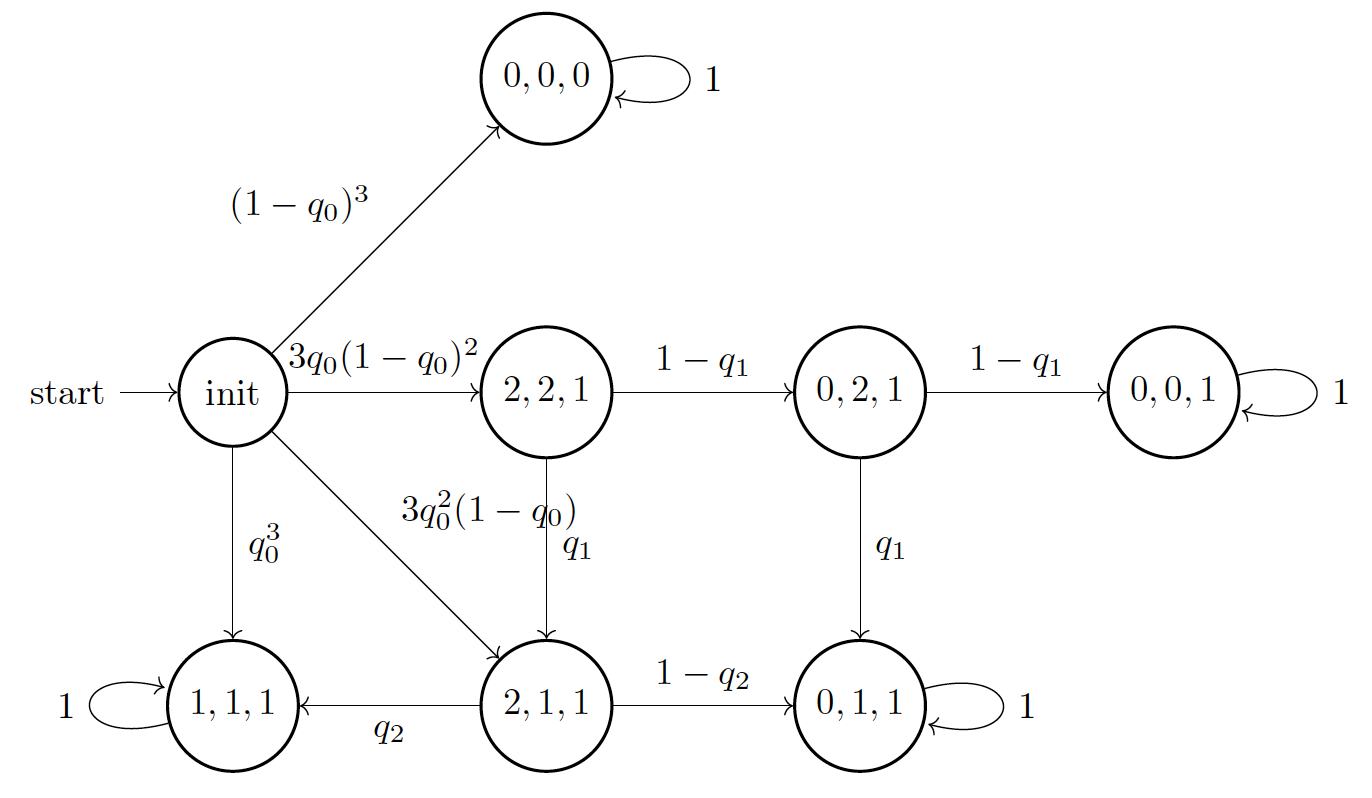 0, 0, 0
1
(1 − q₀)³
start
init
3q₀(1 − q₀)²
2, 2, 1
1 − q₁
0, 2, 1
1 − q₁
0, 0, 1
1
q₀³
3q₀²(1 − q₀)
q₁
q₁
1
1, 1, 1
q₂
2, 1, 1
1 − q₂
0, 1, 1
1